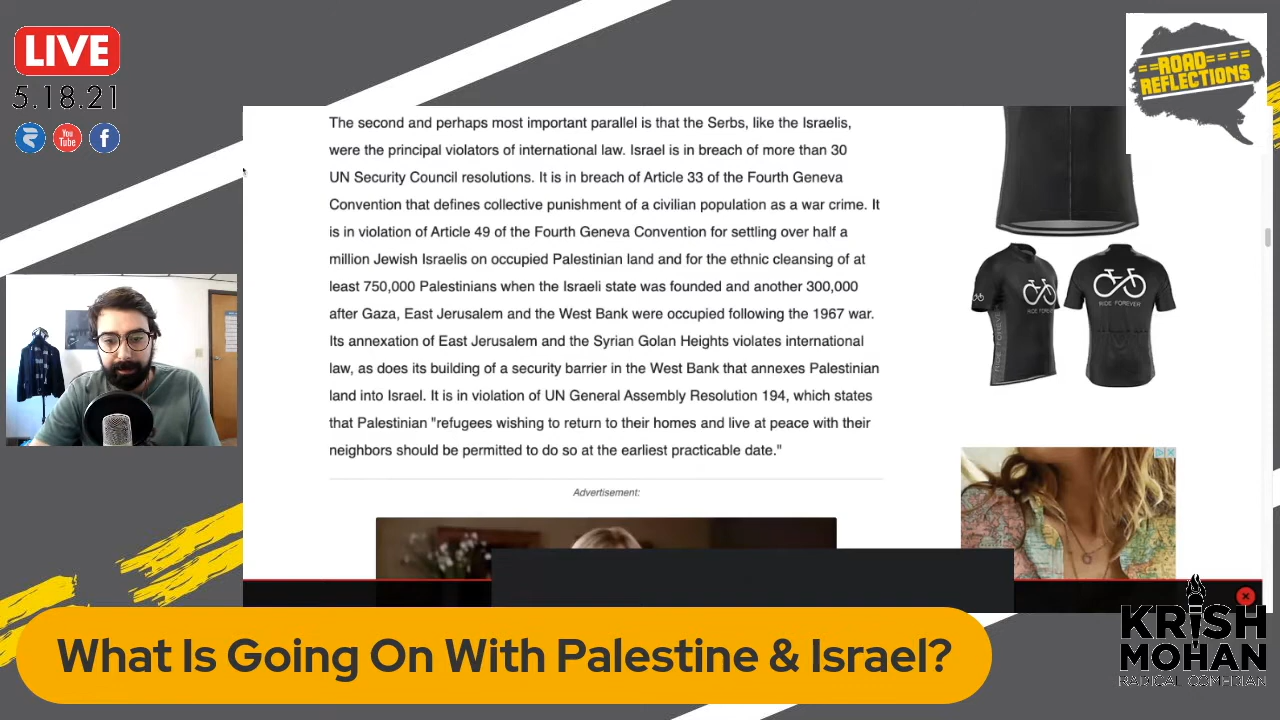 LIVE
5.18.21
You
Tube
==ROAD====
REFLECTIONS
The second and perhaps most important parallel is that the Serbs, like the Israelis,
were the principal violators of international law. Israel is in breach of more than 30
UN Security Council resolutions. It is in breach of Article 33 of the Fourth Geneva
Convention that defines collective punishment of a civilian population as a war crime. It
is in violation of Article 49 of the Fourth Geneva Convention for settling over half a
million Jewish Israelis on occupied Palestinian land and for the ethnic cleansing of at
least 750,000 Palestinians when the Israeli state was founded and another 300,000
after Gaza, East Jerusalem and the West Bank were occupied following the 1967 war.
Its annexation of East Jerusalem and the Syrian Golan Heights violates international
law, as does its building of a security barrier in the West Bank that annexes Palestinian
land into Israel. It is in violation of UN General Assembly Resolution 194, which states
that Palestinian "refugees wishing to return to their homes and live at peace with their
neighbors should be permitted to do so at the earliest practicable date."
Advertisement:
RIDE FOREVER
RIDE FOREVER
RIDE FOREVER
What Is Going On With Palestine & Israel?
KRISH
MOHAN
RADICAL COMEDIAN